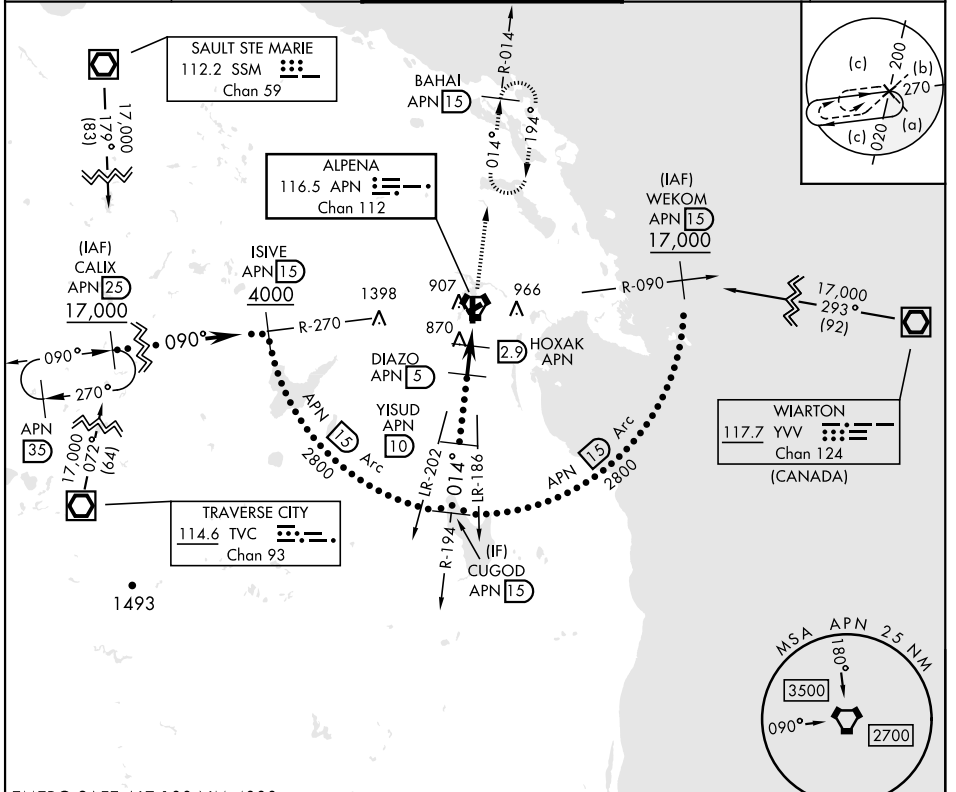 SAULT STE MARIE
112.2 SSM
Chan 59
17,000
179°
(83)
BAHAI
APN 15
R-014
014°
194°
(c)
200
(b)
270
(a)
(c)
020
ALPENA
116.5 APN
Chan 112
(IAF)
WEKOM
APN 15
17,000
(IAF)
CALIX
APN 25
17,000
ISIVE
APN 15
4000
1398
907
966
R-090
17,000
293°
(92)
090°
R-270
870
090°
270°
2.9 HOXAK
APN
DIAZO
APN 5
YISUD
APN
10
APN
35
17,000
072°
(64)
APN 15 Arc
2800
LR-202
014°
LR-186
APN 15 Arc
2800
WIARTON
117.7 YVV
Chan 124
(CANADA)
TRAVERSE CITY
114.6 TVC
Chan 93
R-194
(IF)
CUGOD
APN 15
1493
MSA APN 25 NM
180°
3500
090°
2700